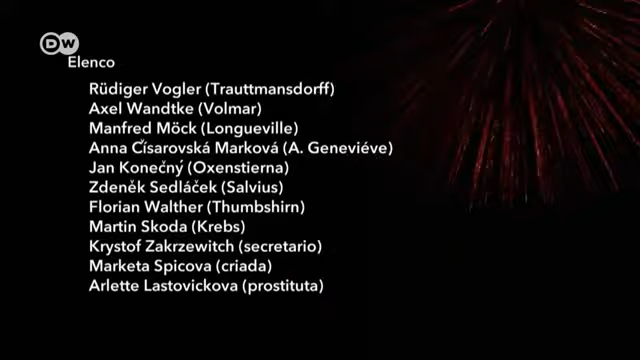 DW
Elenco
Rüdiger Vogler (Trauttmansdorff)
Axel Wandtke (Volmar)
Manfred Möck (Longueville)
Anna Čísarovská Marková (A. Geneviéve)
Jan Konečný (Oxenstierna)
Zdeněk Sedláček (Salvius)
Florian Walther (Thumbshirn)
Martin Skoda (Krebs)
Krystof Zakrzewitch (secretario)
Marketa Spicova (criada)
Arlette Lastovickova (prostituta)